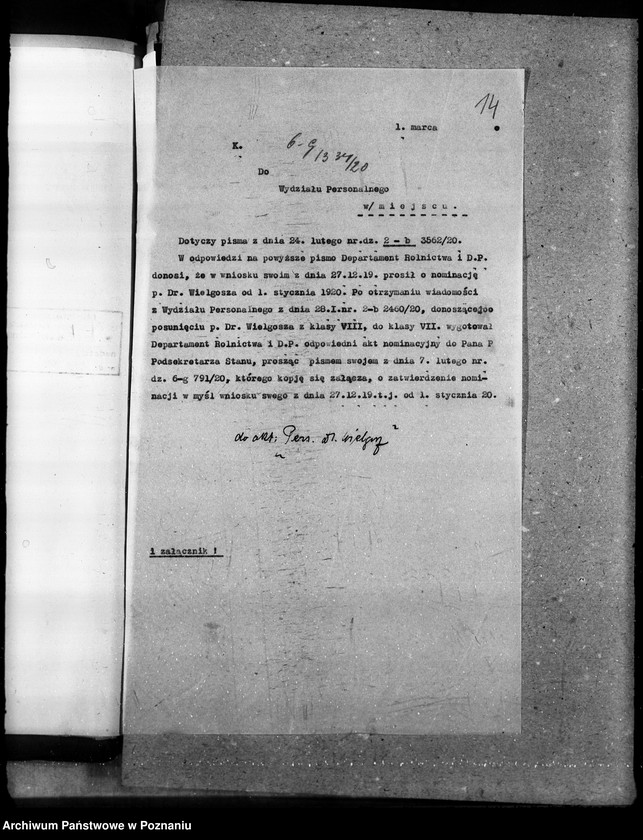 14
1. marca
K.
6-g 1334/20
Do
Wydziału Personalnego
w/ m i e j s c u .
Dotyczy pisma z dnia 24. lutego nr.dz. 2 - b 3562/20.
W odpowiedzi na powyższe pismo Departament Rolnictwa i D.P.
donosi, że w wniosku swoim z dnia 27.12.19. prosił o nominację
p. Dr. Wielgosza od 1. stycznia 1920. Po otrzymaniu wiadomości
z Wydziału Personalnego z dnia 28.I.nr. 2-b 2460/20, donoszącejoo
posunięciu p. Dr. Wielgosza z klasy VIII, do klasy VII. wygotował
Departament Rolnictwa i D.P. odpowiedni akt nominacyjny do Pana P
Podsekretarza Stanu, prosząc pismem swojem z dnia 7. lutego nr.
dz. 6-g 791/20, którego kopję się załącza, o zatwierdzenie nomi-
nacji w myśl wniosku swego z dnia 27.12.19.t.j. od 1. stycznia 20.
do akt: Pers.
1 załącznik !
Archiwum Państwowe w Poznaniu